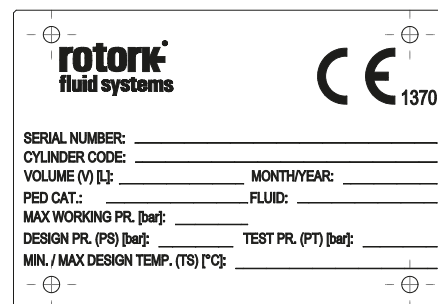 rotork
fluid systems
CE 1370
SERIAL NUMBER:
CYLINDER CODE:
VOLUME (V) [L]: MONTH/YEAR:
PED CAT.: FLUID:
MAX WORKING PR. [bar]:
DESIGN PR. (PS) [bar]: TEST PR. (PT) [bar]:
MIN. / MAX DESIGN TEMP. (TS) [°C]: